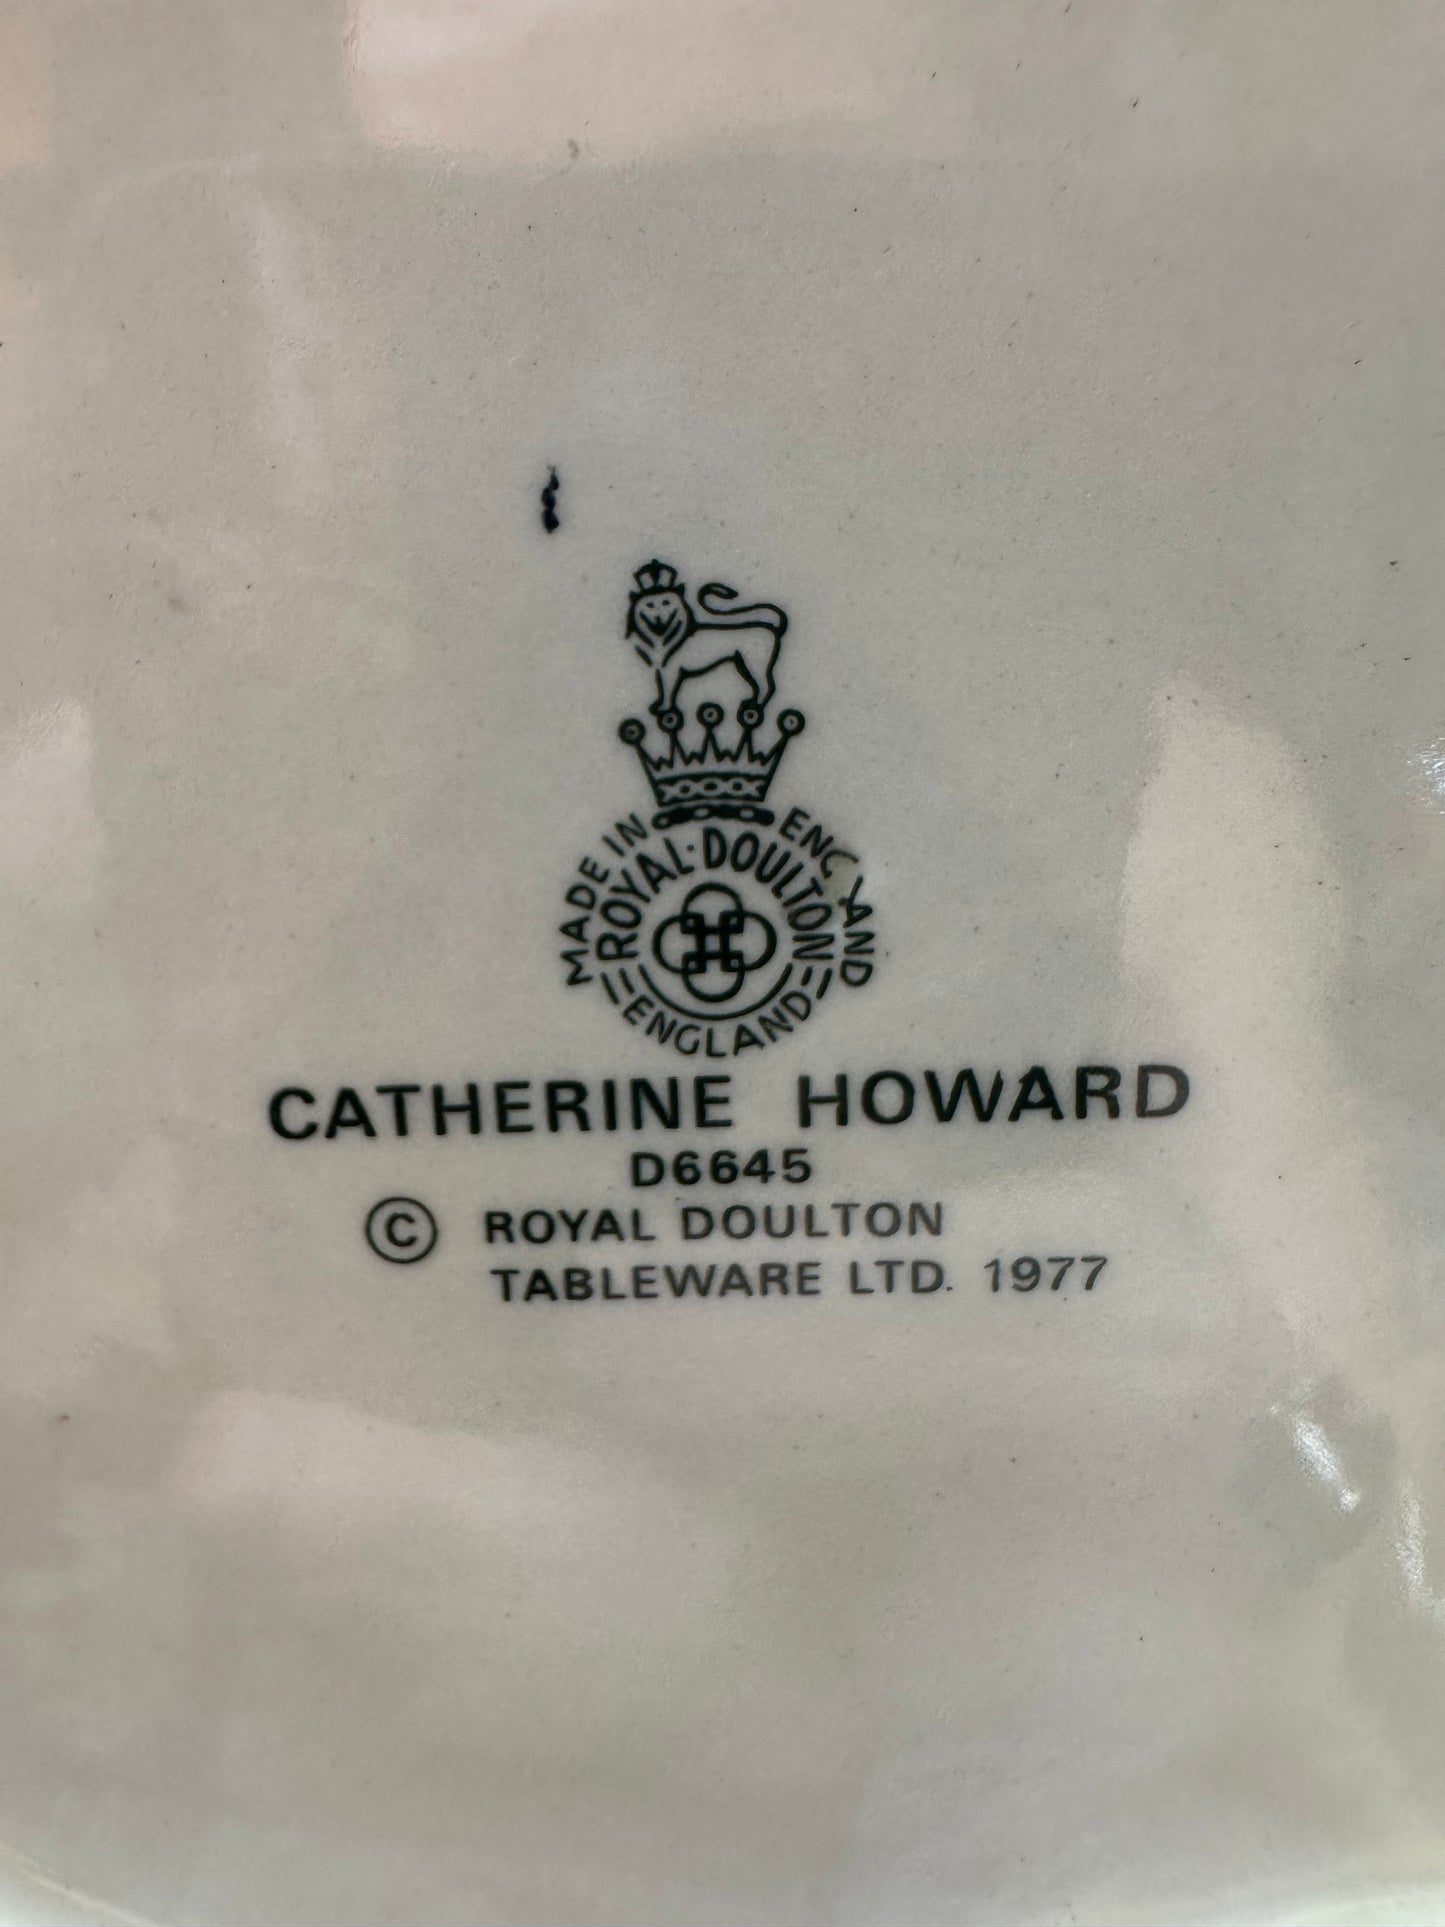 MADE IN ENGLAND
ROYAL·DOULTON
ENGLAND
CATHERINE HOWARD
D6645
© ROYAL DOULTON
TABLEWARE LTD. 1977